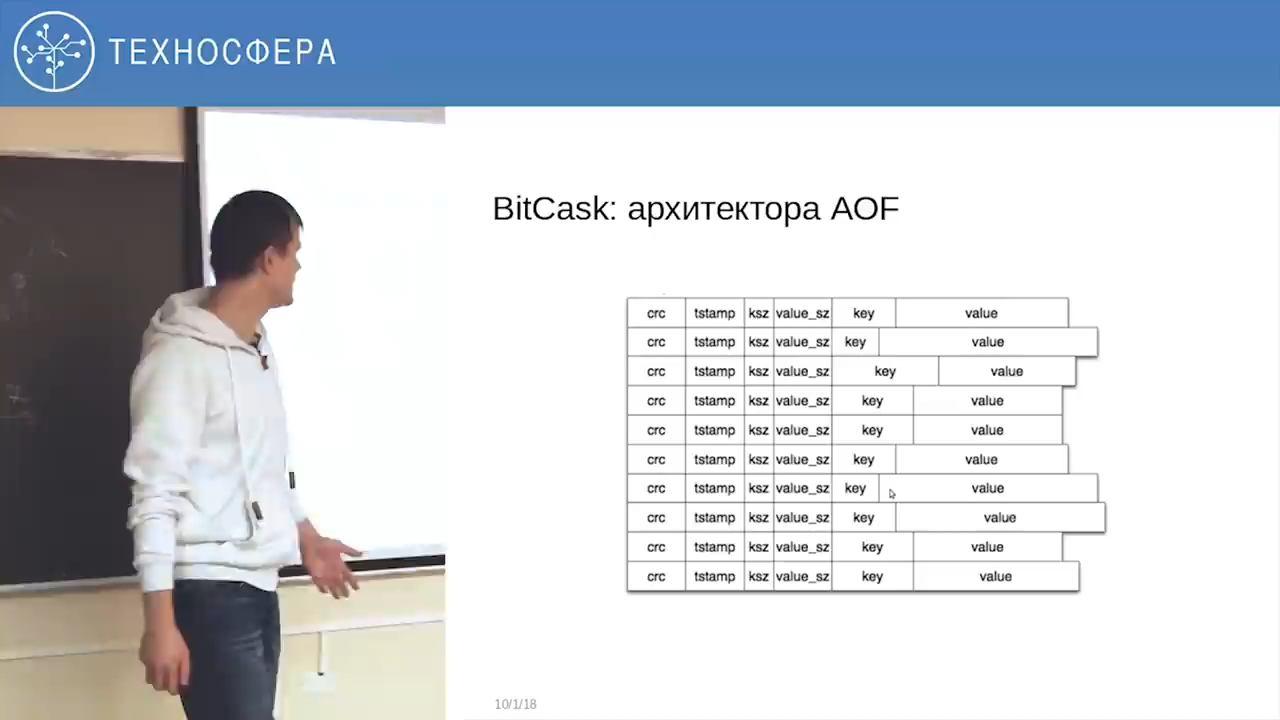 ТЕХНОСФЕРА
BitCask: архитектора AOF
crc tstamp ksz value_sz key value
crc tstamp ksz value_sz key value
crc tstamp ksz value_sz key value
crc tstamp ksz value_sz key value
crc tstamp ksz value_sz key value
crc tstamp ksz value_sz key value
crc tstamp ksz value_sz key value
crc tstamp ksz value_sz key value
crc tstamp ksz value_sz key value
crc tstamp ksz value_sz key value
10/1/18